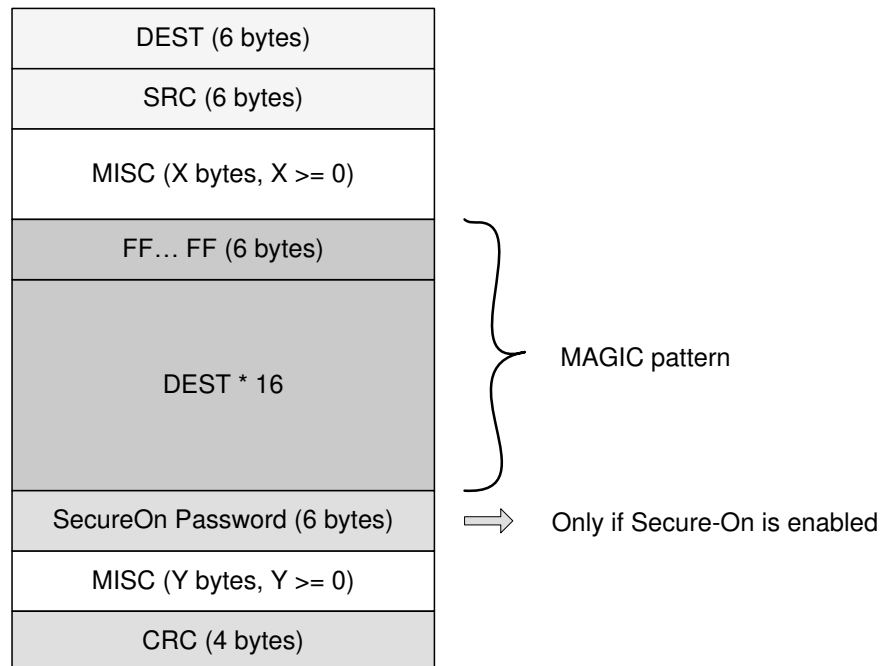 DEST (6 bytes)
SRC (6 bytes)
MISC (X bytes, X >= 0)
FF… FF (6 bytes)
DEST * 16
MAGIC pattern
SecureOn Password (6 bytes)
Only if Secure-On is enabled
MISC (Y bytes, Y >= 0)
CRC (4 bytes)